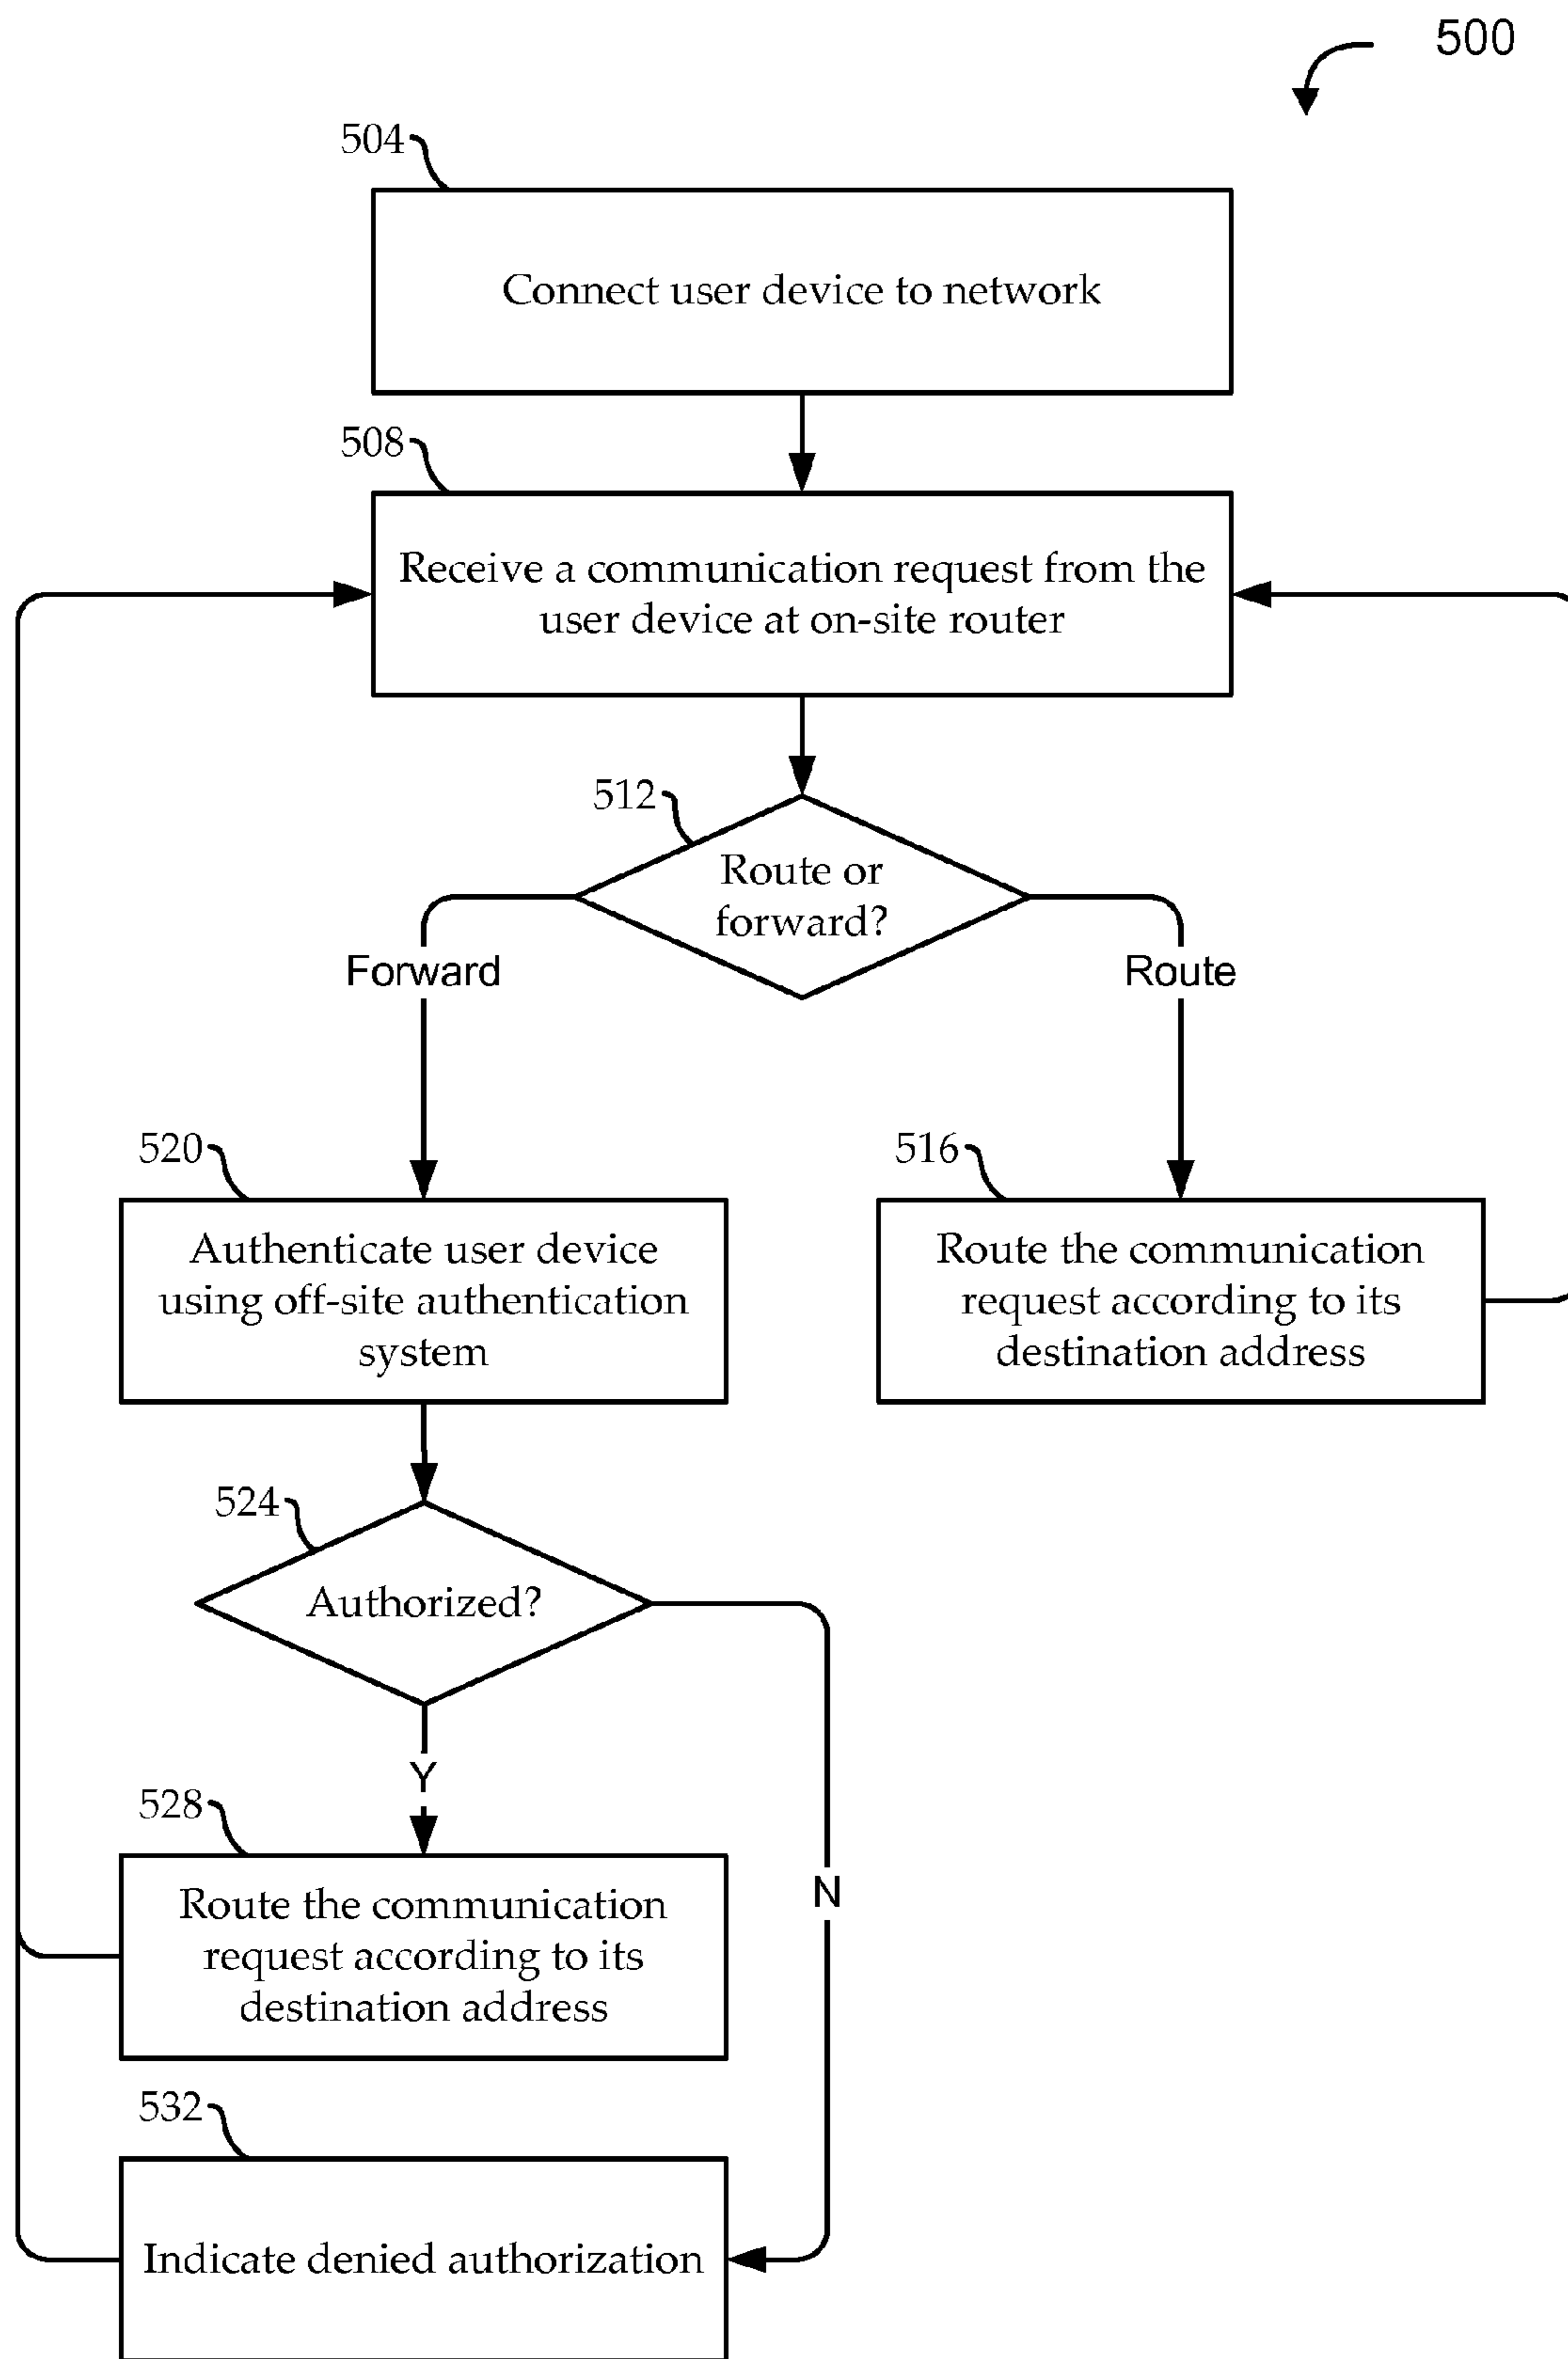 500
504
Connect user device to network
508
Receive a communication request from the
user device at on-site router
512
Route or
forward?
Forward
Route
520
516
Authenticate user device
using off-site authentication
system
Route the communication
request according to its
destination address
524
Authorized?
Y
528
N
Route the communication
request according to its
destination address
532
Indicate denied authorization